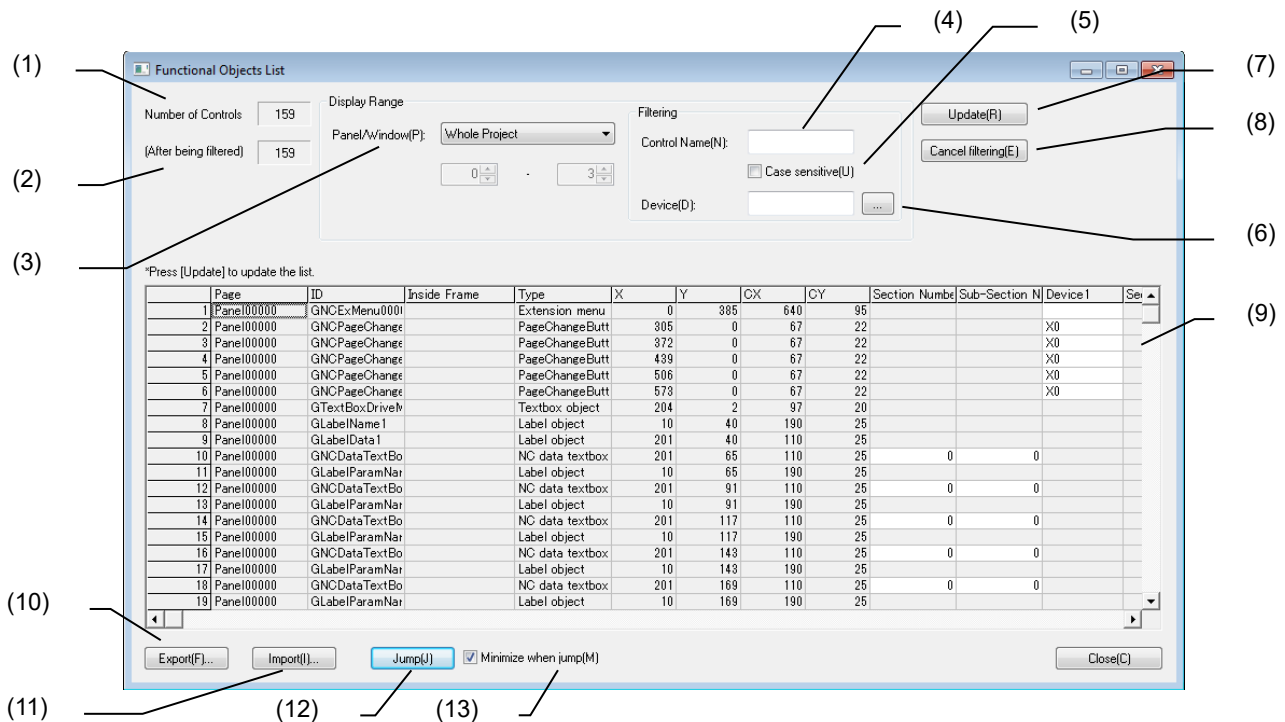 (4) (5)
(1) Functional Objects List (7)
Number of Controls 159 Display Range Filtering Update(R)
Panel/Window(P): Whole Project Control Name(N): (8)
(After being filtered) 159 Cancel filtering(E)
(2) 0 - 3 Case sensitive(U)
Device(D): ... (6)
(3) *Press [Update] to update the list.
Page ID Inside Frame Type X Y CX CY Section Numbe Sub-Section N Device1 Se
1 Panel00000 GNCExMenu000 Extension menu 0 385 640 95 (9)
2 Panel00000 GNCPageChange PageChangeButt 305 0 67 22 X0
3 Panel00000 GNCPageChange PageChangeButt 372 0 67 22 X0
4 Panel00000 GNCPageChange PageChangeButt 439 0 67 22 X0
5 Panel00000 GNCPageChange PageChangeButt 506 0 67 22 X0
6 Panel00000 GNCPageChange PageChangeButt 573 0 67 22 X0
7 Panel00000 GTextBoxDriveM Textbox object 204 2 97 20
8 Panel00000 GLabelName1 Label object 10 40 190 25
9 Panel00000 GLabelData1 Label object 201 40 110 25
10 Panel00000 GNCDataTextBo NC data textbox 201 65 110 25 0 0
11 Panel00000 GLabelParamNar Label object 10 65 190 25
12 Panel00000 GNCDataTextBo NC data textbox 201 91 110 25 0 0
13 Panel00000 GLabelParamNar Label object 10 91 190 25
14 Panel00000 GNCDataTextBo NC data textbox 201 117 110 25 0 0
15 Panel00000 GLabelParamNar Label object 10 117 190 25
16 Panel00000 GNCDataTextBo NC data textbox 201 143 110 25 0 0
17 Panel00000 GLabelParamNar Label object 10 143 190 25
18 Panel00000 GNCDataTextBo NC data textbox 201 169 110 25 0 0
19 Panel00000 GLabelParamNar Label object 10 169 190 25
(10)
Export(F)... Import(I)... Jump(J) Minimize when jump(M) Close(C)
(11) (12) (13)